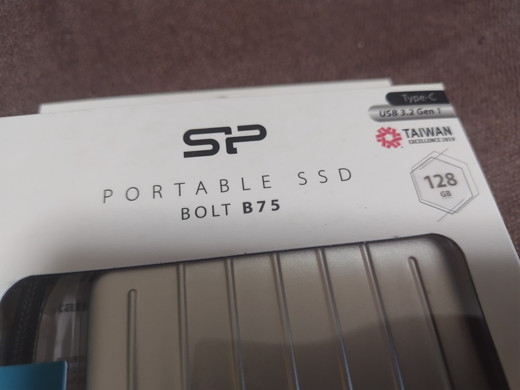 Type-C
USB 3.2 Gen 1
SP
TAIWAN
EXCELLENCE 2019
PORTABLE SSD
128
GB
BOLT B75